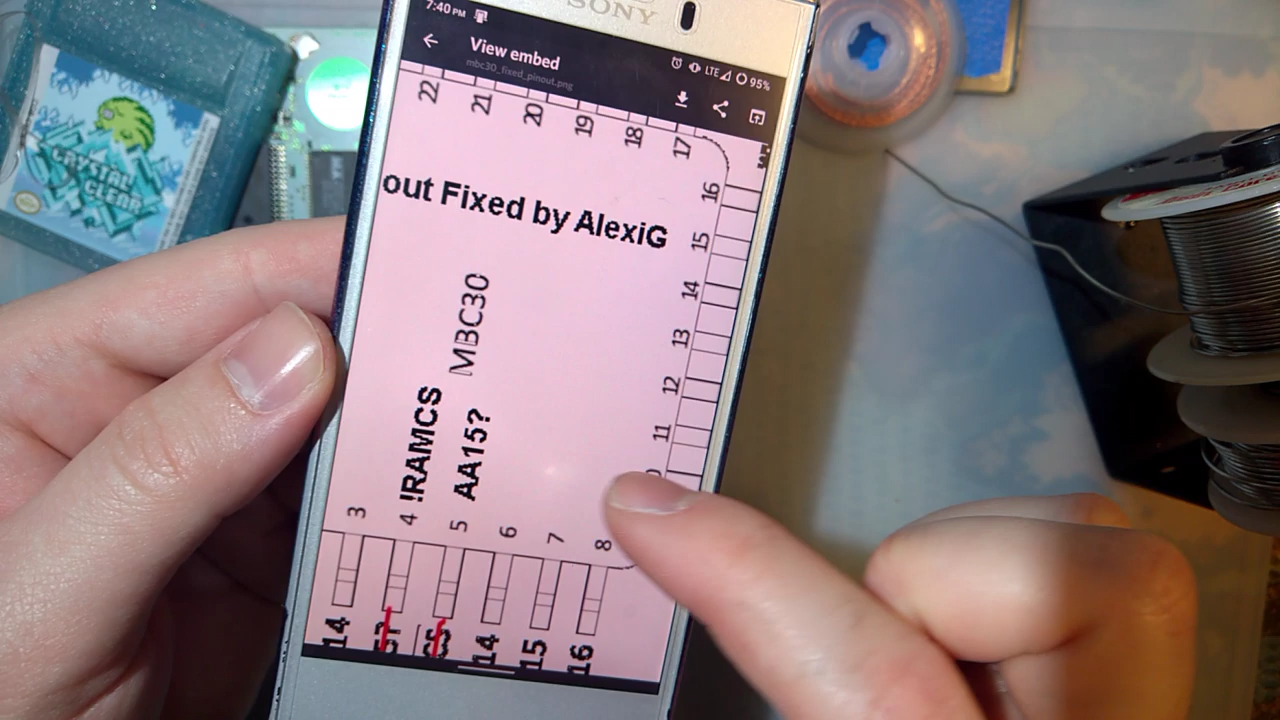 SONY
7:40 PM
LTE
95%
View embed
mbc30_fixed_pinout.png
22
21
20
19
18
17
16
15
14
13
12
11
out Fixed by AlexiG
MBC30
!RAMCS
AA15?
3
4
5
6
7
8
14
14
15
16
CRYSTAL
CLEAR